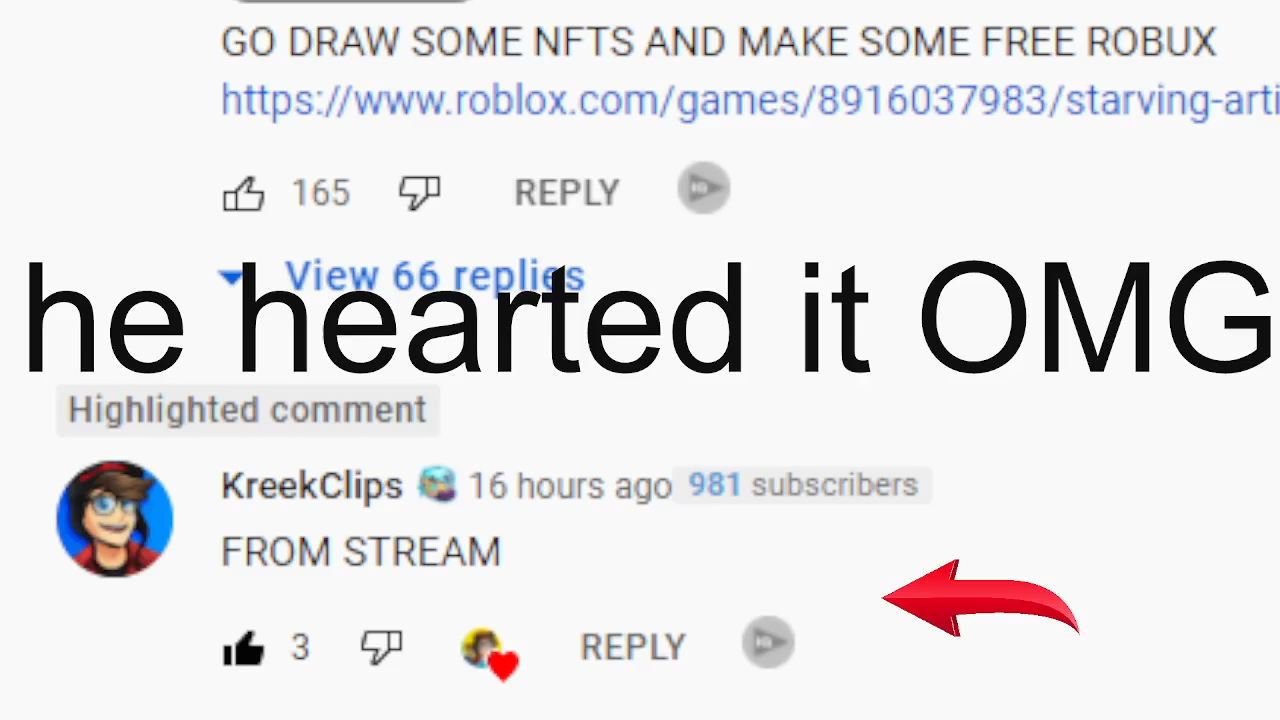 GO DRAW SOME NFTS AND MAKE SOME FREE ROBUX
https://www.roblox.com/games/8916037983/starving-arti
165 REPLY
View 66 replies
he hearted it OMG
Highlighted comment
KreekClips 16 hours ago 981 subscribers
FROM STREAM
3 REPLY